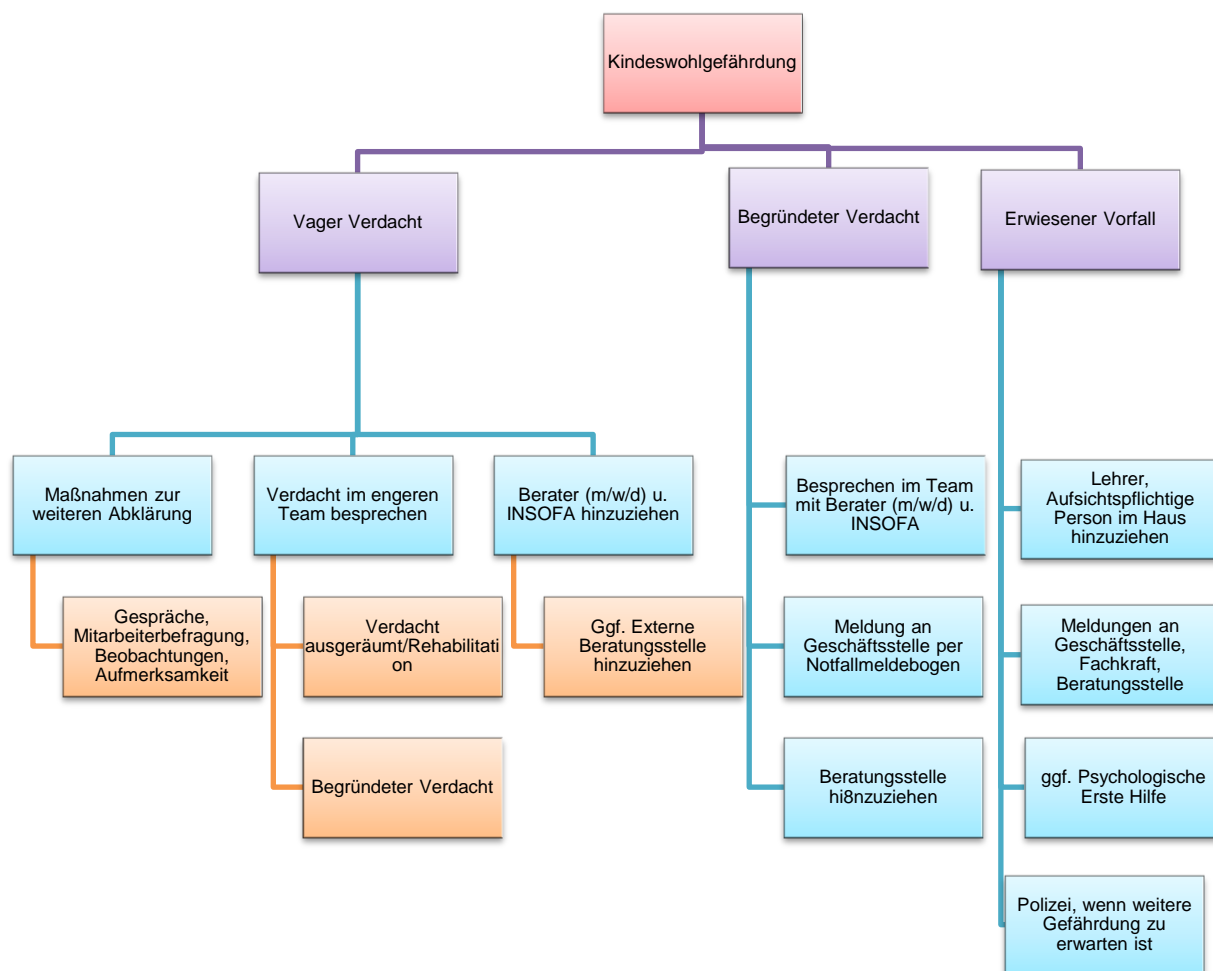 Kindeswohlgefährdung
Vager Verdacht
Begründeter Verdacht
Erwiesener Vorfall
Maßnahmen zur
weiteren Abklärung
Verdacht im engeren
Team besprechen
Berater (m/w/d) u.
INSOFA hinzuziehen
Besprechen im Team
mit Berater (m/w/d) u.
INSOFA
Lehrer,
Aufsichtspflichtige
Person im Haus
hinzuziehen
Gespräche,
Mitarbeiterbefragung,
Beobachtungen,
Aufmerksamkeit
Verdacht
ausgeräumt/Rehabilitati
on
Ggf. Externe
Beratungsstelle
hinzuziehen
Meldung an
Geschäftsstelle per
Notfallmeldebogen
Meldungen an
Geschäftsstelle,
Fachkraft,
Beratungsstelle
Begründeter Verdacht
Beratungsstelle
hi8nzuziehen
ggf. Psychologische
Erste Hilfe
Polizei, wenn weitere
Gefährdung zu
erwarten ist